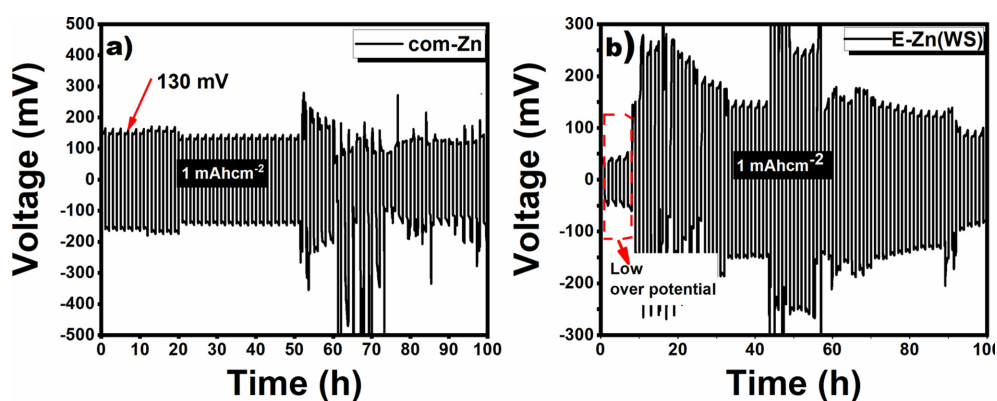 a)
com-Zn
130 mV
1 mAhcm-2
Voltage (mV)
500
400
300
200
100
0
-100
-200
-300
-400
-500
0 10 20 30 40 50 60 70 80 90 100
Time (h)
b)
E-Zn(WS)
1 mAhcm-2
Low
over potential
Voltage (mV)
300
200
100
0
-100
-200
-300
0 20 40 60 80 100
Time (h)